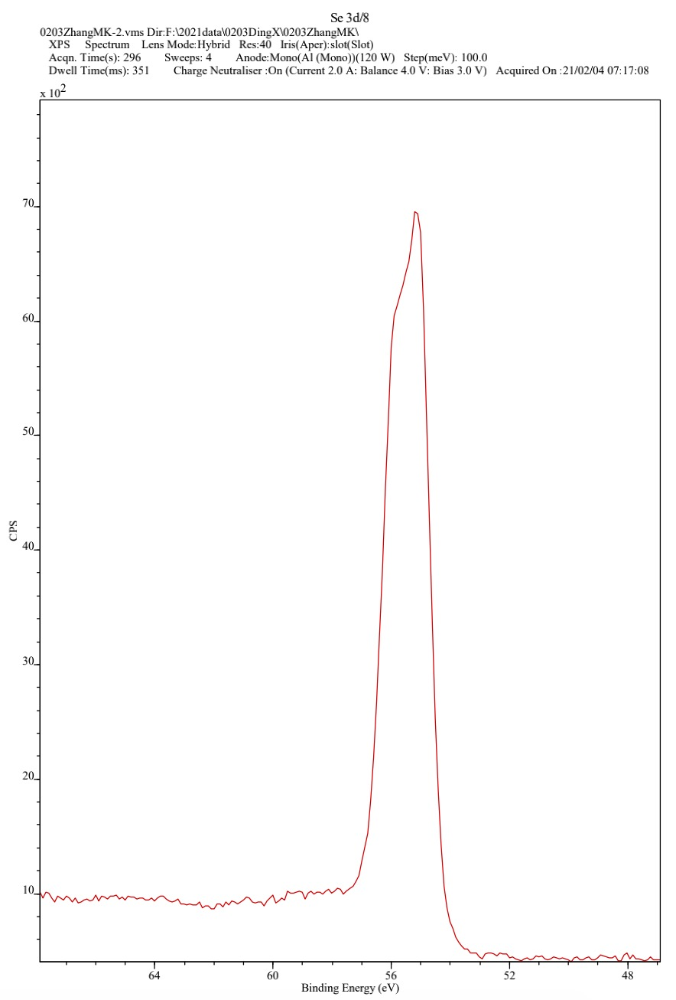 Se 3d/8
0203ZhangMK-2.vms Dir:F:\2021data\0203DingX\0203ZhangMK\
XPS Spectrum Lens Mode:Hybrid Res:40 Iris(Aper):slot(Slot)
Acqn. Time(s): 296 Sweeps: 4 Anode:Mono(Al (Mono))(120 W) Step(meV): 100.0
Dwell Time(ms): 351 Charge Neutraliser :On (Current 2.0 A: Balance 4.0 V: Bias 3.0 V) Acquired On :21/02/04 07:17:08
x 10²
70
60
50
CPS
40
30
20
10
64 60 56 52 48
Binding Energy (eV)